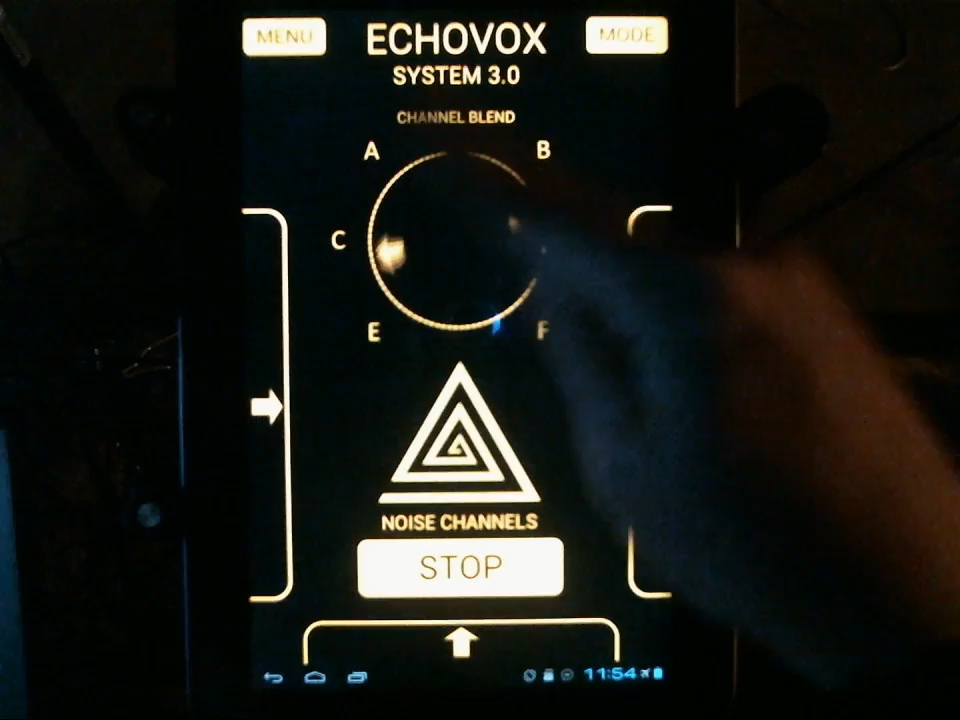 MENU
ECHOVOX
MODE
SYSTEM 3.0
CHANNEL BLEND
A
B
C
E
F
NOISE CHANNELS
STOP
11:54